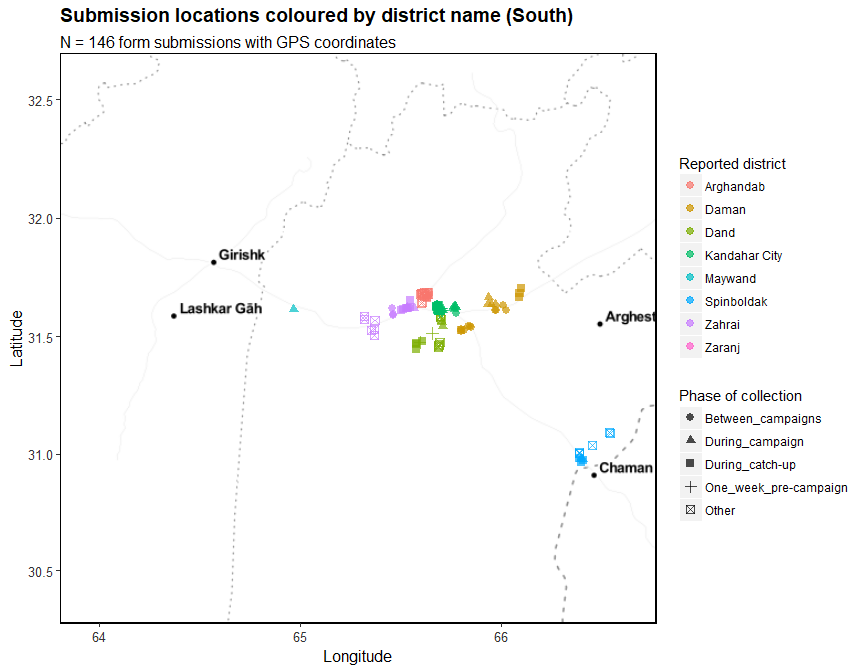 Submission locations coloured by district name (South)
N = 146 form submissions with GPS coordinates
32.5
32.0
31.5
31.0
30.5
Latitude
Girishk
Lashkar Gāh
Arghest
Chaman
64
65
66
Longitude
Reported district
Arghandab
Daman
Dand
Kandahar City
Maywand
Spinboldak
Zahrai
Zaranj
Phase of collection
Between_campaigns
During_campaign
During_catch-up
One_week_pre-campaign
Other